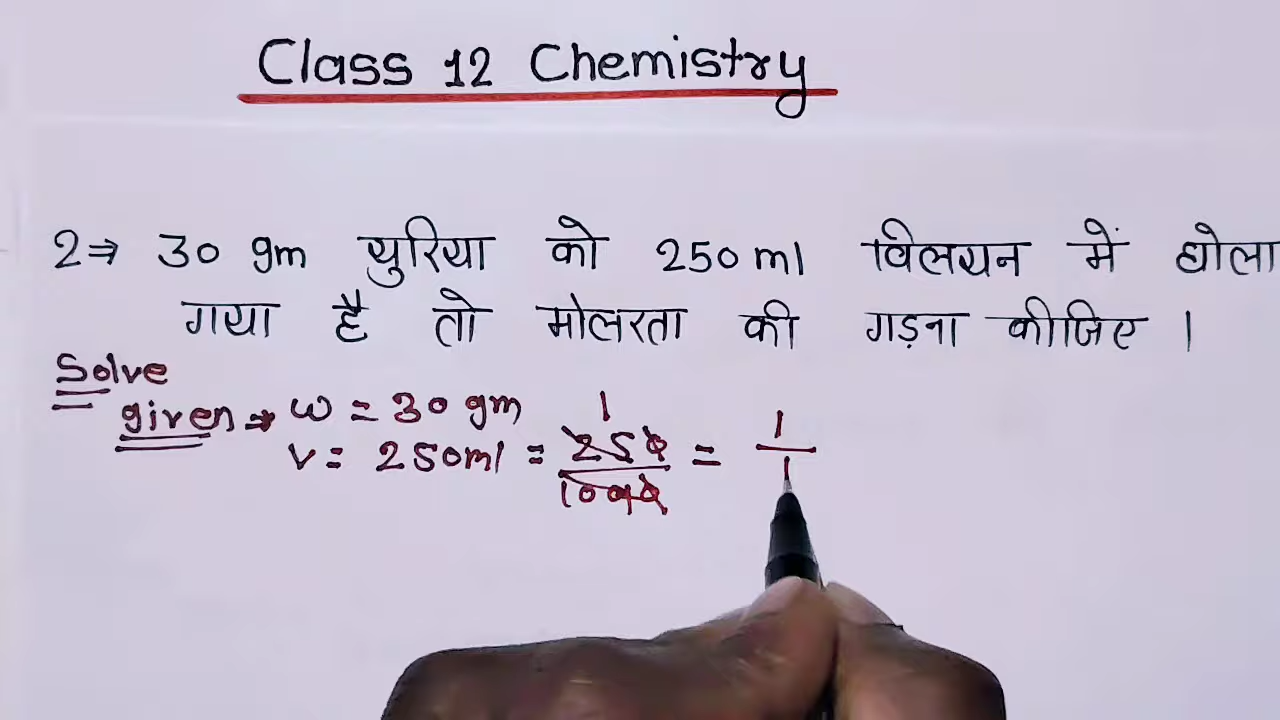 Class 12 Chemistry
2⇒ 30 gm युरिया को 250 ml विलयन में घोला
गया है तो मोलरता की गड़ना कीजिए ।
Solve
given⇒ w = 30 gm
v = 250ml = 250/1000 = 1/1
1